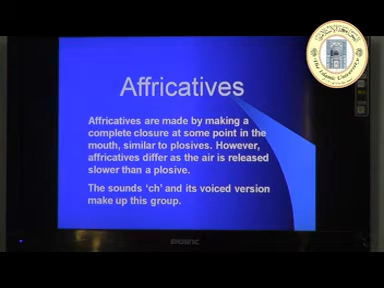 Affricatives
Affricatives are made by making a
complete closure at some point in the
mouth, similar to plosives. However,
affricatives differ as the air is released
slower than a plosive.
The sounds 'ch' and its voiced version
make up this group.
The Islamic University